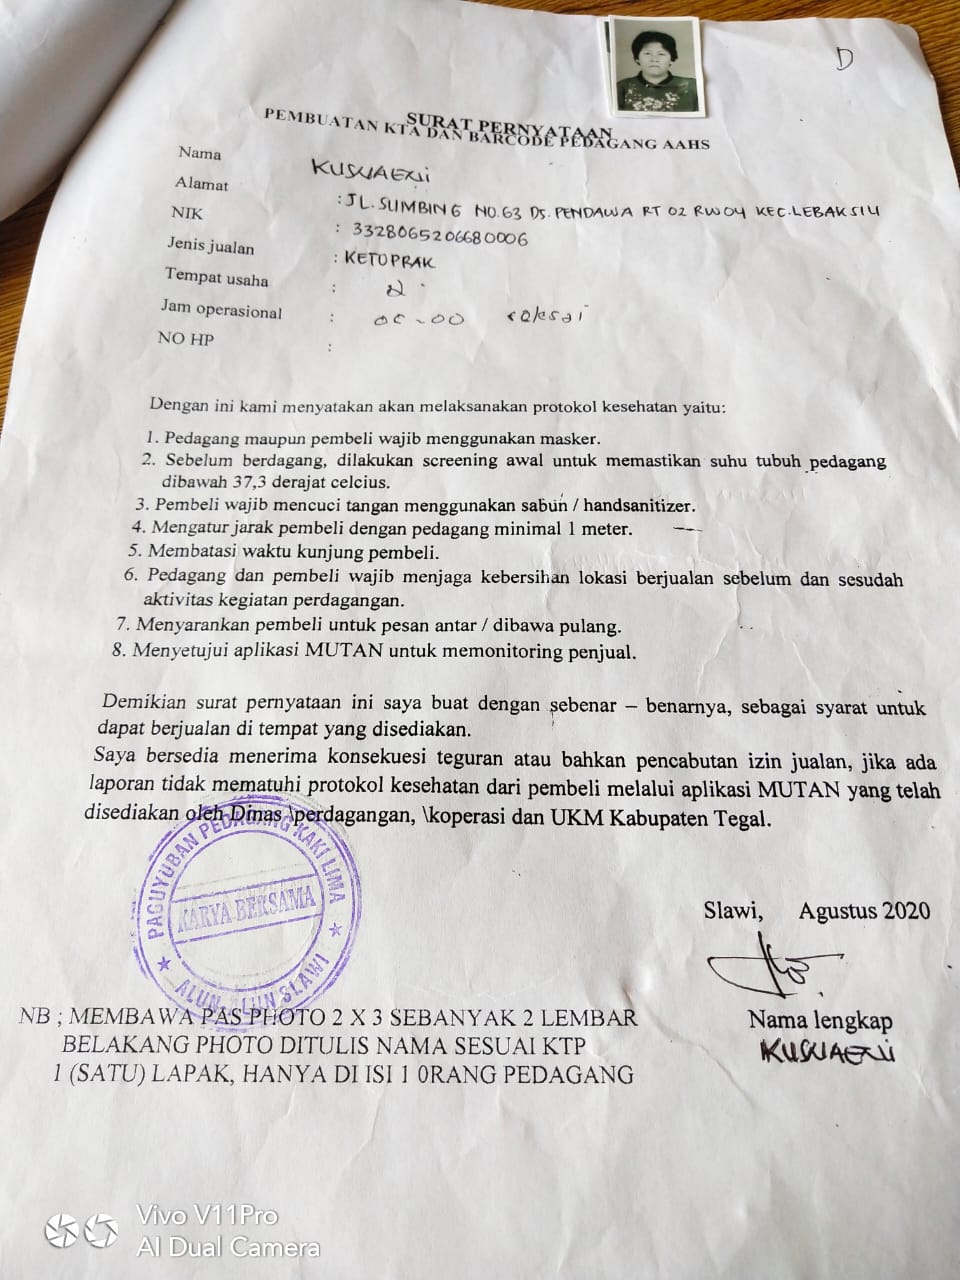 D
SURAT PERNYATAAN
PEMBUATAN KTA DAN BARCODE PEDAGANG AAHS
Nama KUSWAENI
Alamat : JL. SUMBING NO.63 DS. PENDAWA RT 02 RW04 KEC.LEBAKSIU
NIK : 3328065206680006
Jenis jualan : KETOPRAK
Tempat usaha :
Jam operasional :
NO HP :
Dengan ini kami menyatakan akan melaksanakan protokol kesehatan yaitu:
1. Pedagang maupun pembeli wajib menggunakan masker.
2. Sebelum berdagang, dilakukan screening awal untuk memastikan suhu tubuh pedagang
dibawah 37,3 derajat celcius.
3. Pembeli wajib mencuci tangan menggunakan sabun / handsanitizer.
4. Mengatur jarak pembeli dengan pedagang minimal 1 meter.
5. Membatasi waktu kunjung pembeli.
6. Pedagang dan pembeli wajib menjaga kebersihan lokasi berjualan sebelum dan sesudah
aktivitas kegiatan perdagangan.
7. Menyarankan pembeli untuk pesan antar / dibawa pulang.
8. Menyetujui aplikasi MUTAN untuk memonitoring penjual.
Demikian surat pernyataan ini saya buat dengan sebenar – benarnya, sebagai syarat untuk
dapat berjualan di tempat yang disediakan.
Saya bersedia menerima konsekuesi teguran atau bahkan pencabutan izin jualan, jika ada
laporan tidak mematuhi protokol kesehatan dari pembeli melalui aplikasi MUTAN yang telah
disediakan oleh Dinas \perdagangan, \koperasi dan UKM Kabupaten Tegal.
PAGUYUBAN PEDAGANG KAKI LIMA
KARYA BERSAMA
ALUN-ALUN SLAWI
Slawi, Agustus 2020
Nama lengkap
KUSWAENI
NB ; MEMBAWA PAS PHOTO 2 X 3 SEBANYAK 2 LEMBAR
BELAKANG PHOTO DITULIS NAMA SESUAI KTP
1 (SATU) LAPAK, HANYA DI ISI 1 0RANG PEDAGANG
Vivo V11Pro
AI Dual Camera